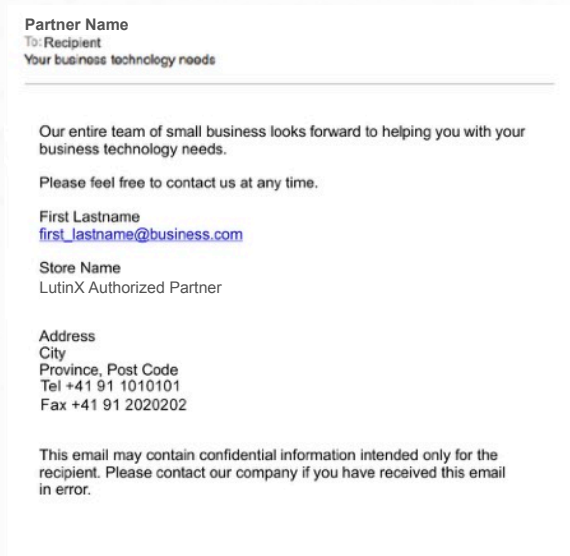 Partner Name
To: Recipient
Your business technology needs
Our entire team of small business looks forward to helping you with your
business technology needs.
Please feel free to contact us at any time.
First Lastname
first_lastname@business.com
Store Name
LutinX Authorized Partner
Address
City
Province, Post Code
Tel +41 91 1010101
Fax +41 91 2020202
This email may contain confidential information intended only for the
recipient. Please contact our company if you have received this email
in error.